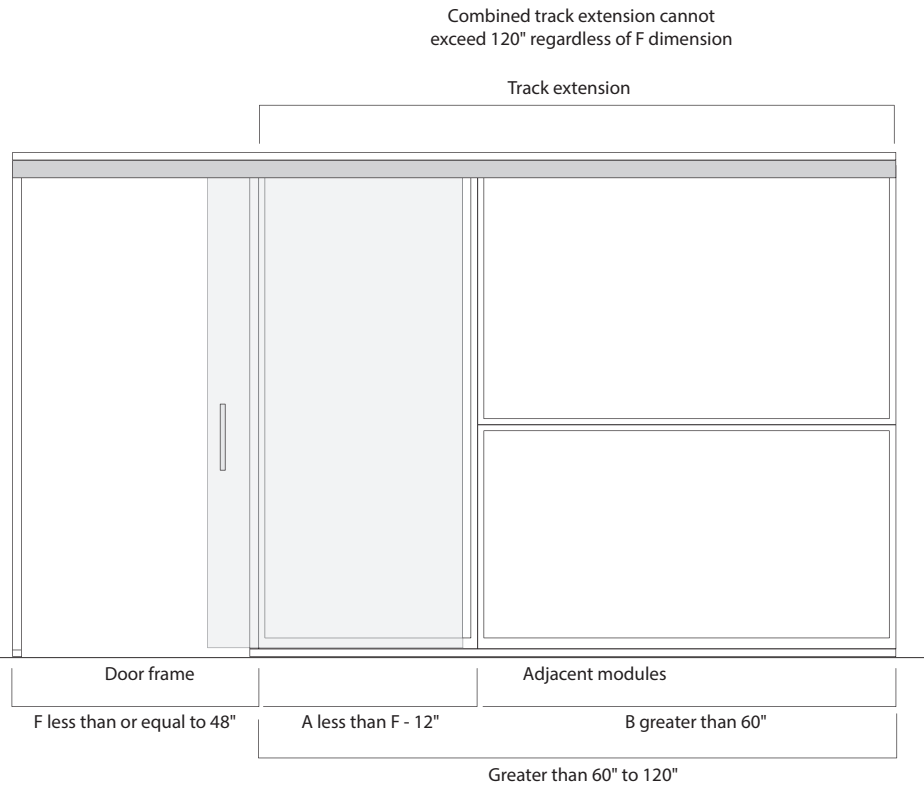 Combined track extension cannot
exceed 120" regardless of F dimension
Track extension
Door frame
Adjacent modules
F less than or equal to 48"
A less than F - 12"
B greater than 60"
Greater than 60" to 120"